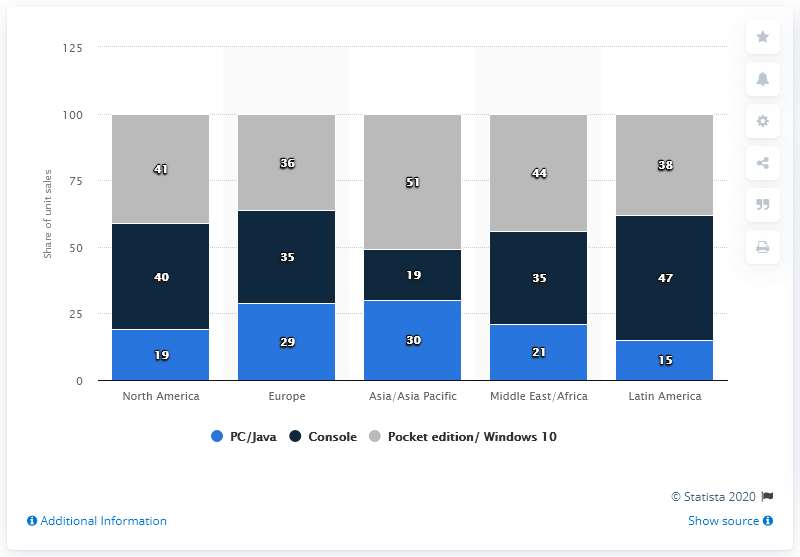 125
100
75
50
25
0
Share of unit sales
41
36
51
44
38
40
35
19
35
47
19
29
30
21
15
North America
Europe
Asia/Asia Pacific
Middle East/Africa
Latin America
PC/Java
Console
Pocket edition/ Windows 10
© Statista 2020
Additional Information
Show source